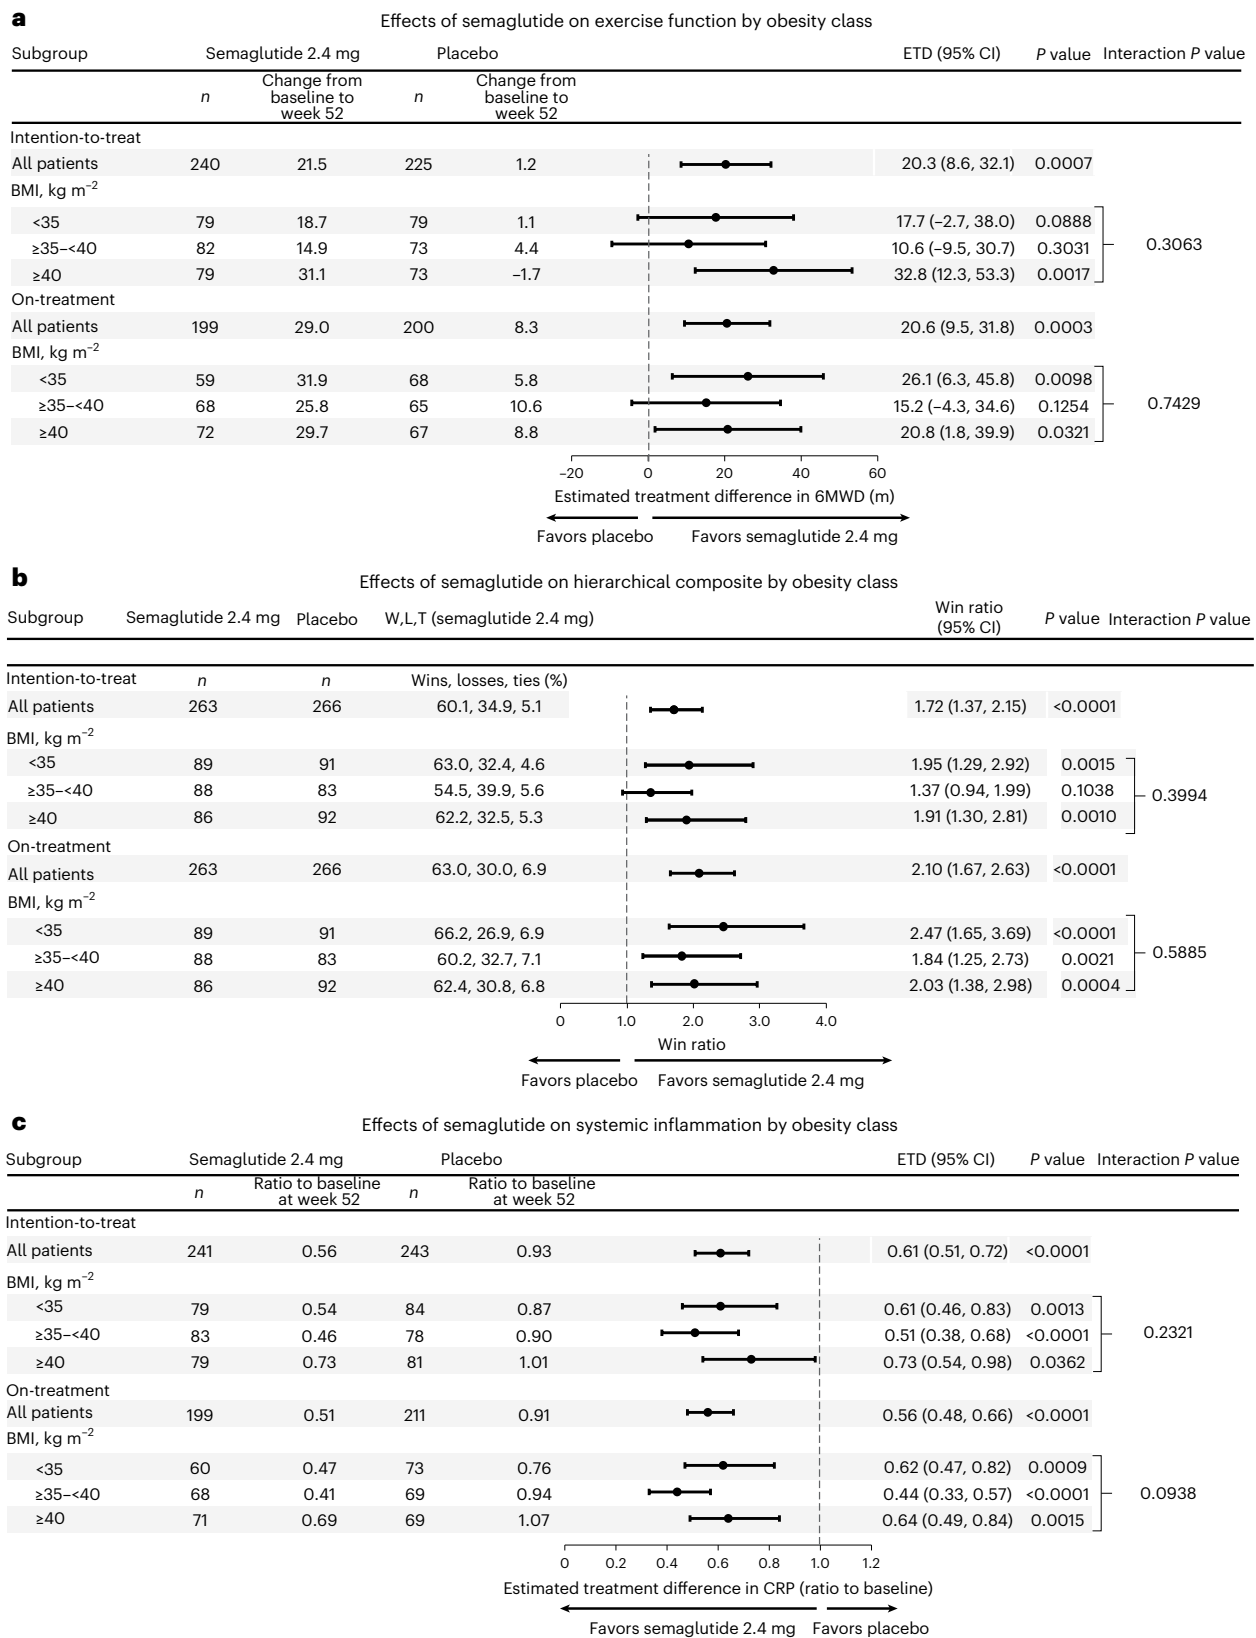 a
Effects of semaglutide on exercise function by obesity class
Subgroup Semaglutide 2.4 mg Placebo ETD (95% CI) P value Interaction P value
n Change from baseline to week 52 n Change from baseline to week 52
Intention-to-treat
All patients 240 21.5 225 1.2 20.3 (8.6, 32.1) 0.0007
BMI, kg m⁻²
<35 79 18.7 79 1.1 17.7 (–2.7, 38.0) 0.0888
≥35–<40 82 14.9 73 4.4 10.6 (–9.5, 30.7) 0.3031 0.3063
≥40 79 31.1 73 –1.7 32.8 (12.3, 53.3) 0.0017
On-treatment
All patients 199 29.0 200 8.3 20.6 (9.5, 31.8) 0.0003
BMI, kg m⁻²
<35 59 31.9 68 5.8 26.1 (6.3, 45.8) 0.0098
≥35–<40 68 25.8 65 10.6 15.2 (–4.3, 34.6) 0.1254 0.7429
≥40 72 29.7 67 8.8 20.8 (1.8, 39.9) 0.0321
–20 0 20 40 60
Estimated treatment difference in 6MWD (m)
Favors placebo Favors semaglutide 2.4 mg
b
Effects of semaglutide on hierarchical composite by obesity class
Subgroup Semaglutide 2.4 mg Placebo W,L,T (semaglutide 2.4 mg) Win ratio (95% CI) P value Interaction P value
Intention-to-treat n n Wins, losses, ties (%)
All patients 263 266 60.1, 34.9, 5.1 1.72 (1.37, 2.15) <0.0001
BMI, kg m⁻²
<35 89 91 63.0, 32.4, 4.6 1.95 (1.29, 2.92) 0.0015
≥35–<40 88 83 54.5, 39.9, 5.6 1.37 (0.94, 1.99) 0.1038 0.3994
≥40 86 92 62.2, 32.5, 5.3 1.91 (1.30, 2.81) 0.0010
On-treatment
All patients 263 266 63.0, 30.0, 6.9 2.10 (1.67, 2.63) <0.0001
BMI, kg m⁻²
<35 89 91 66.2, 26.9, 6.9 2.47 (1.65, 3.69) <0.0001
≥35–<40 88 83 60.2, 32.7, 7.1 1.84 (1.25, 2.73) 0.0021 0.5885
≥40 86 92 62.4, 30.8, 6.8 2.03 (1.38, 2.98) 0.0004
0 1.0 2.0 3.0 4.0
Win ratio
Favors placebo Favors semaglutide 2.4 mg
c
Effects of semaglutide on systemic inflammation by obesity class
Subgroup Semaglutide 2.4 mg Placebo ETD (95% CI) P value Interaction P value
n Ratio to baseline at week 52 n Ratio to baseline at week 52
Intention-to-treat
All patients 241 0.56 243 0.93 0.61 (0.51, 0.72) <0.0001
BMI, kg m⁻²
<35 79 0.54 84 0.87 0.61 (0.46, 0.83) 0.0013
≥35–<40 83 0.46 78 0.90 0.51 (0.38, 0.68) <0.0001 0.2321
≥40 79 0.73 81 1.01 0.73 (0.54, 0.98) 0.0362
On-treatment
All patients 199 0.51 211 0.91 0.56 (0.48, 0.66) <0.0001
BMI, kg m⁻²
<35 60 0.47 73 0.76 0.62 (0.47, 0.82) 0.0009
≥35–<40 68 0.41 69 0.94 0.44 (0.33, 0.57) <0.0001 0.0938
≥40 71 0.69 69 1.07 0.64 (0.49, 0.84) 0.0015
0 0.2 0.4 0.6 0.8 1.0 1.2
Estimated treatment difference in CRP (ratio to baseline)
Favors semaglutide 2.4 mg Favors placebo